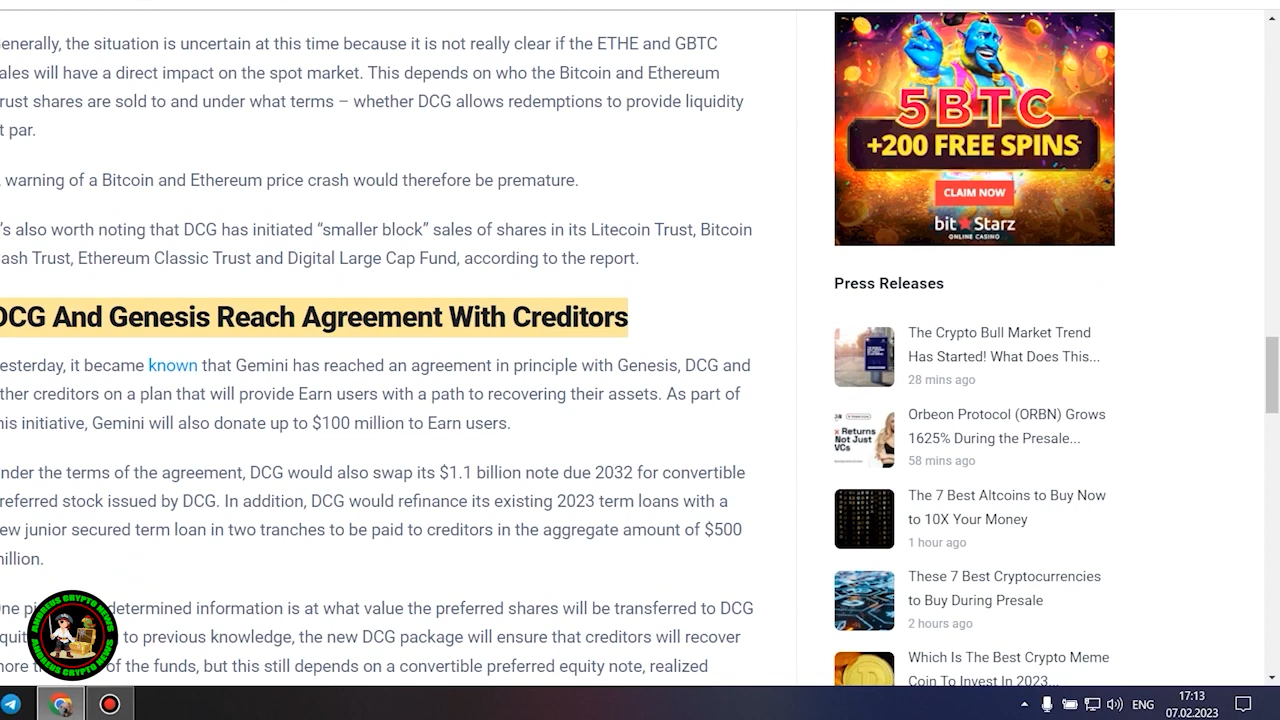 enerally, the situation is uncertain at this time because it is not really clear if the ETHE and GBTC
ales will have a direct impact on the spot market. This depends on who the Bitcoin and Ethereum
rust shares are sold to and under what terms – whether DCG allows redemptions to provide liquidity
t par.
warning of a Bitcoin and Ethereum price crash would therefore be premature.
's also worth noting that DCG has initiated “smaller block” sales of shares in its Litecoin Trust, Bitcoin
ash Trust, Ethereum Classic Trust and Digital Large Cap Fund, according to the report.
DCG And Genesis Reach Agreement With Creditors
esterday, it became known that Gemini has reached an agreement in principle with Genesis, DCG and
ther creditors on a plan that will provide Earn users with a path to recovering their assets. As part of
his initiative, Gemini will also donate up to $100 million to Earn users.
nder the terms of the agreement, DCG would also swap its $1.1 billion note due 2032 for convertible
referred stock issued by DCG. In addition, DCG would refinance its existing 2023 term loans with a
ew junior secured term loan in two tranches to be paid to creditors in the aggregate amount of $500
illion.
ne pi determined information is at what value the preferred shares will be transferred to DCG
quit to previous knowledge, the new DCG package will ensure that creditors will recover
ore of the funds, but this still depends on a convertible preferred equity note, realized
ANDREUS CRYPTO NEWS
ANDREUS CRYPTO NEWS
5BTC
+200 FREE SPINS
CLAIM NOW
bit STarz
ONLINE CASINO
Press Releases
The Crypto Bull Market Trend
Has Started! What Does This...
28 mins ago
Returns
Not Just
VCs
Orbeon Protocol (ORBN) Grows
1625% During the Presale...
58 mins ago
The 7 Best Altcoins to Buy Now
to 10X Your Money
1 hour ago
These 7 Best Cryptocurrencies
to Buy During Presale
2 hours ago
Which Is The Best Crypto Meme
Coin To Invest In 2023...
ENG
17:13
07.02.2023